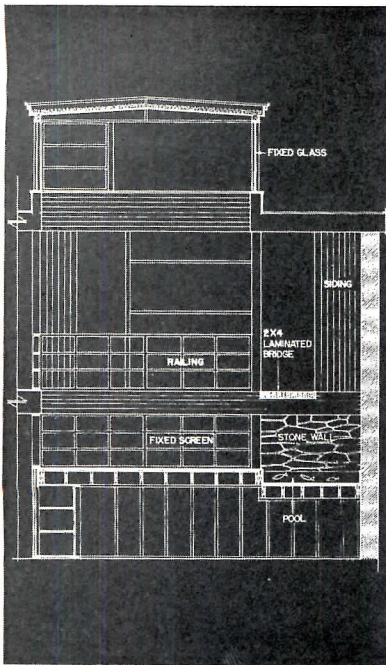 FIXED GLASS
SIDING
2X4
LAMINATED
BRIDGE
RAILING
FIXED SCREEN
STONE WALL
POOL